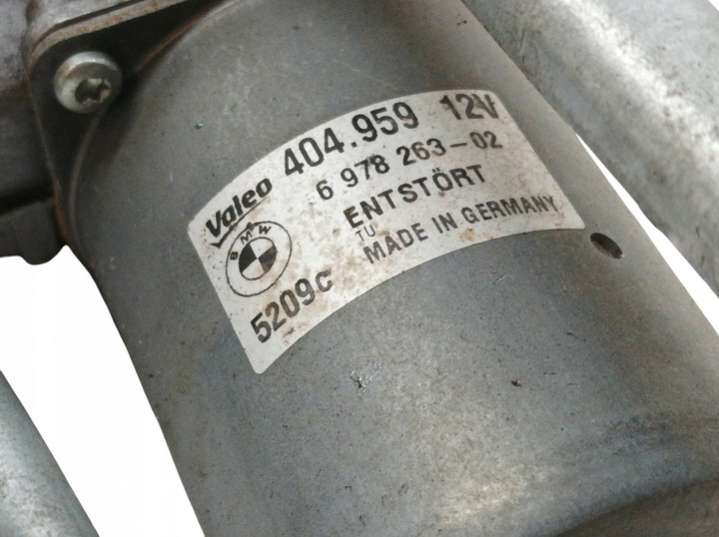 Valeo 404.959 12V
6 978 263-02
ENTSTÖRT
BMW TU MADE IN GERMANY
5209c